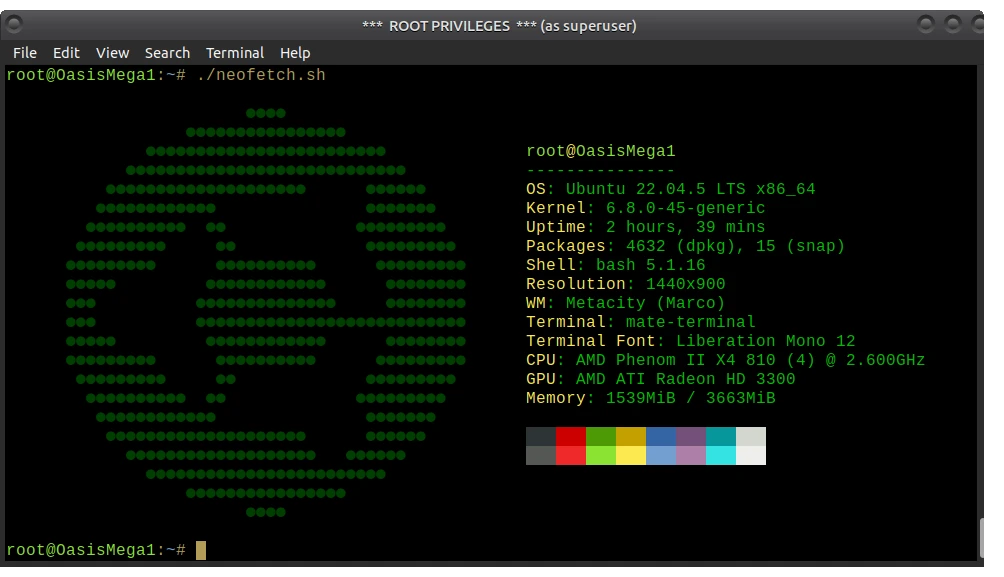 *** ROOT PRIVILEGES *** (as superuser)
File Edit View Search Terminal Help
root@OasisMega1:~# ./neofetch.sh
root@OasisMega1
---------------
OS: Ubuntu 22.04.5 LTS x86_64
Kernel: 6.8.0-45-generic
Uptime: 2 hours, 39 mins
Packages: 4632 (dpkg), 15 (snap)
Shell: bash 5.1.16
Resolution: 1440x900
WM: Metacity (Marco)
Terminal: mate-terminal
Terminal Font: Liberation Mono 12
CPU: AMD Phenom II X4 810 (4) @ 2.600GHz
GPU: AMD ATI Radeon HD 3300
Memory: 1539MiB / 3663MiB
root@OasisMega1:~#